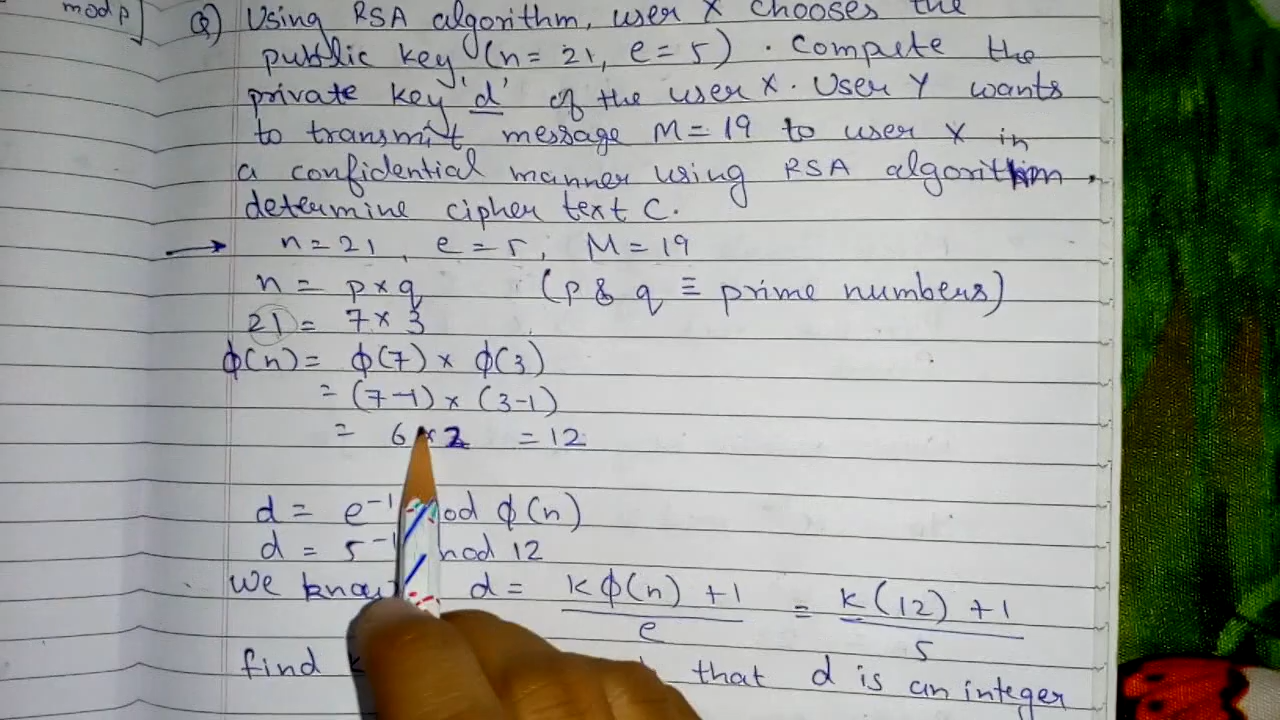 mod p]
Q) Using RSA algorithm, user X chooses the
public key (n = 21, e = 5). Compute the
private key 'd' of the user X. User Y wants
to transmit message M = 19 to user X in
a confidential manner using RSA algorithm.
determine cipher text C.
→ n = 21, e = 5, M = 19
n = p × q (p & q ≡ prime numbers)
21 = 7 × 3
ϕ(n) = ϕ(7) × ϕ(3)
= (7-1) × (3-1)
= 6 × 2 = 12
d = e⁻¹ mod ϕ(n)
d = 5⁻¹ mod 12
We know d = kϕ(n) + 1 / e = k(12) + 1 / 5
find that d is an integer